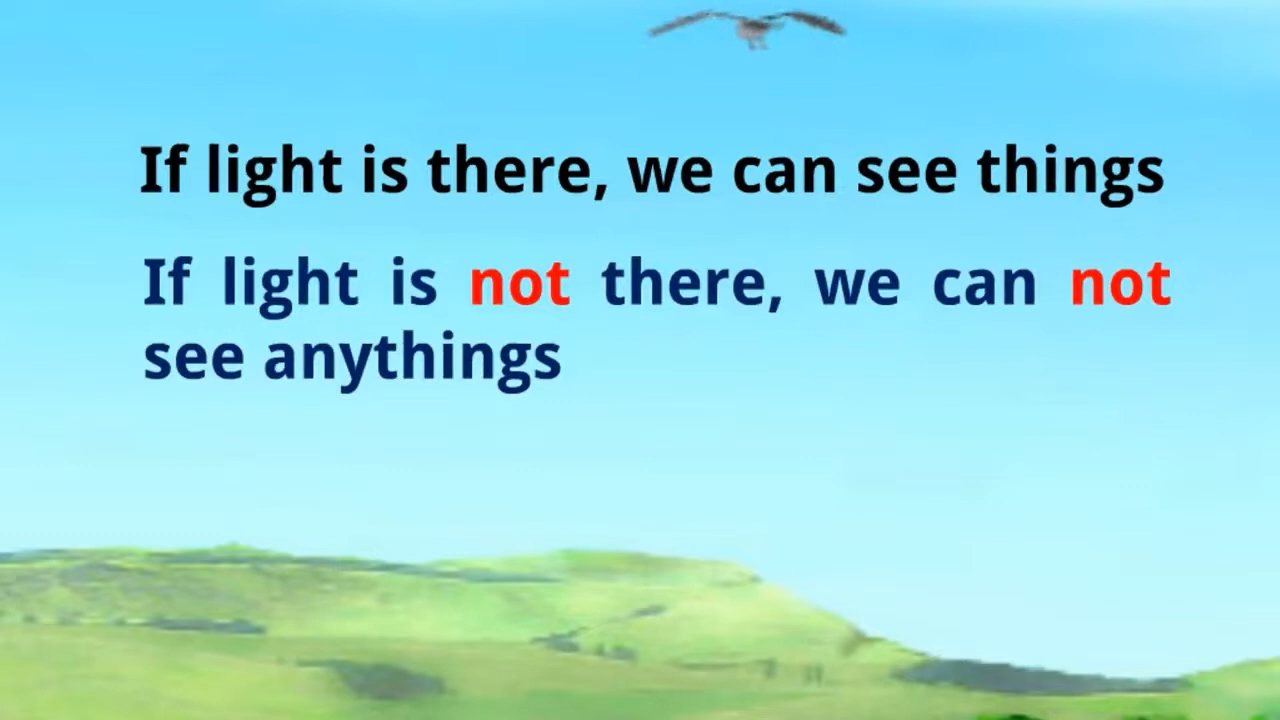 If light is there, we can see things
If light is not there, we can not
see anythings